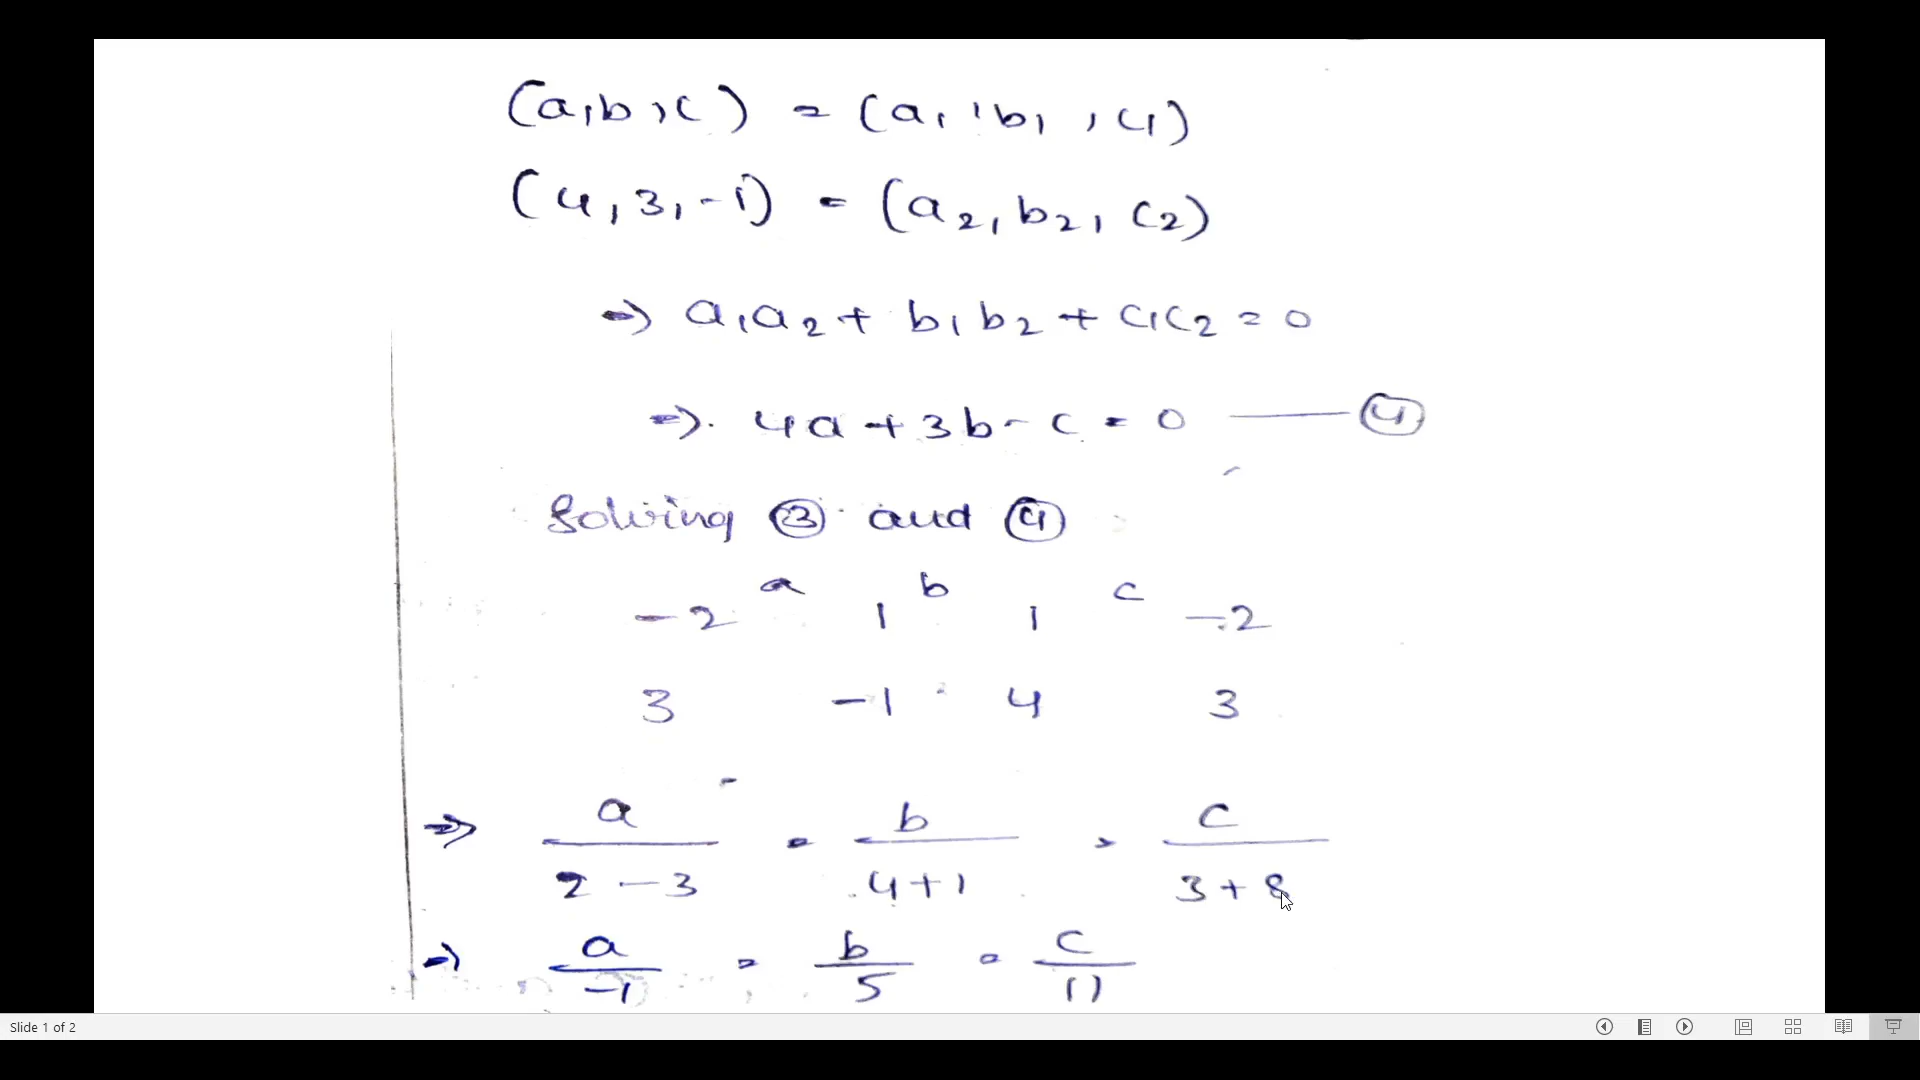 (a, b, c) = (a₁, b₁, c₁)
(4, 3, -1) = (a₂, b₂, c₂)
⇒ a₁a₂ + b₁b₂ + c₁c₂ = 0
⇒ 4a + 3b - c = 0 —— ④
Solving ③ and ④
a b c
-2 1 1 -2
3 -1 4 3
⇒ a/(2-3) = b/(4+1) = c/(3+8)
⇒ a/-1 = b/5 = c/11
Slide 1 of 2